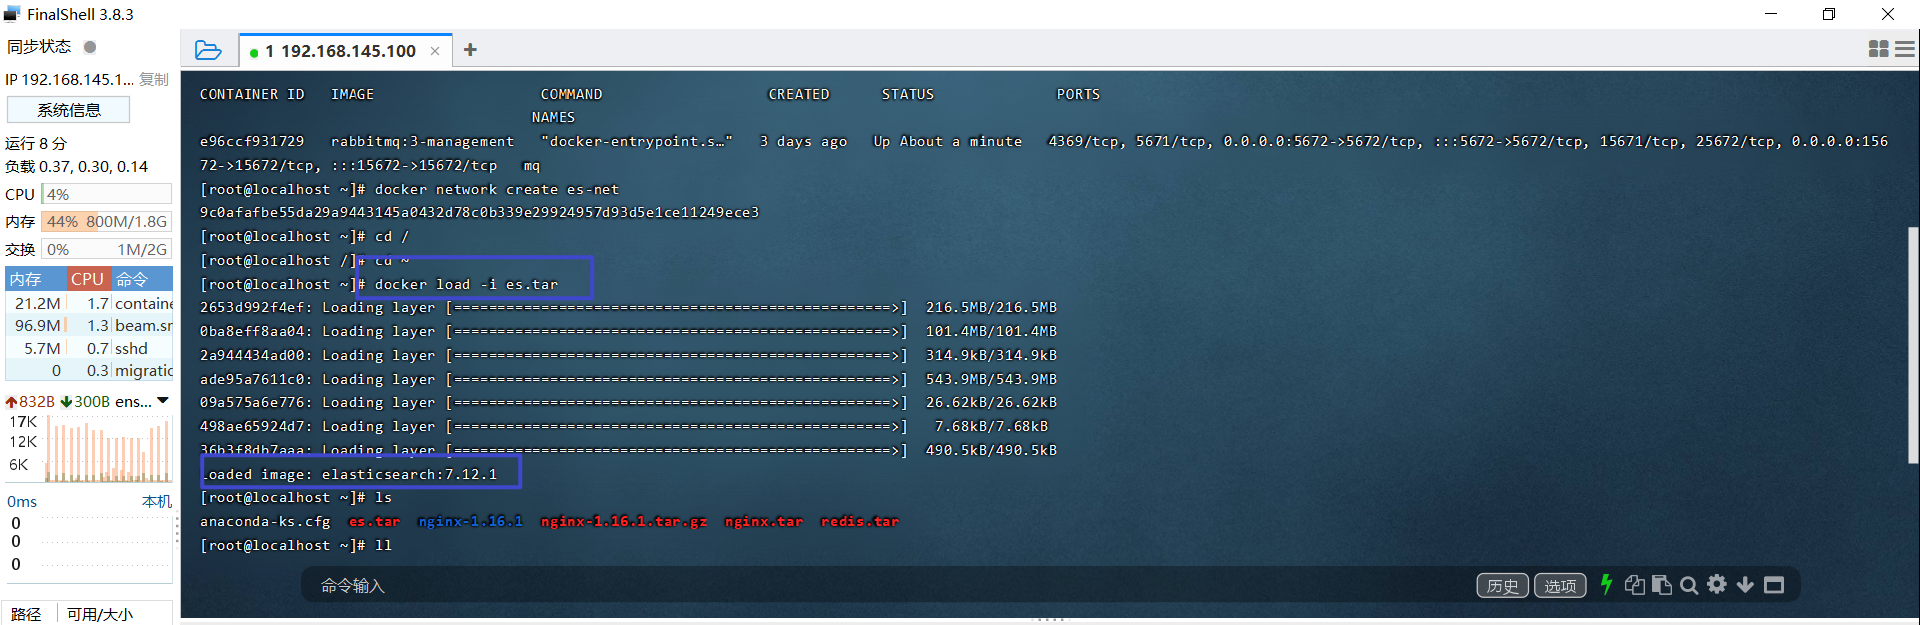 FinalShell 3.8.3
同步状态
IP 192.168.145.1... 复制
系统信息
运行 8 分
负载 0.37, 0.30, 0.14
CPU 4%
内存 44% 800M/1.8G
交换 0% 1M/2G
内存 CPU 命令
21.2M 1.7 containe
96.9M 1.3 beam.sm
5.7M 0.7 sshd
0 0.3 migratic
832B 300B ens...
17K
12K
6K
0ms 本机
0
0
0
路径 可用/大小
1 192.168.145.100
CONTAINER ID IMAGE COMMAND CREATED STATUS PORTS
NAMES
e96ccf931729 rabbitmq:3-management "docker-entrypoint.s…" 3 days ago Up About a minute 4369/tcp, 5671/tcp, 0.0.0.0:5672->5672/tcp, :::5672->5672/tcp, 15671/tcp, 25672/tcp, 0.0.0.0:156
72->15672/tcp, :::15672->15672/tcp mq
[root@localhost ~]# docker network create es-net
9c0afafbe55da29a9443145a0432d78c0b339e29924957d93d5e1ce11249ece3
[root@localhost ~]# cd /
[root@localhost /]# cd ~
[root@localhost ~]# docker load -i es.tar
2653d992f4ef: Loading layer [==================================================>] 216.5MB/216.5MB
0ba8eff8aa04: Loading layer [==================================================>] 101.4MB/101.4MB
2a944434ad00: Loading layer [==================================================>] 314.9kB/314.9kB
ade95a7611c0: Loading layer [==================================================>] 543.9MB/543.9MB
09a575a6e776: Loading layer [==================================================>] 26.62kB/26.62kB
498ae65924d7: Loading layer [==================================================>] 7.68kB/7.68kB
36b3f8db7aaa: Loading layer [==================================================>] 490.5kB/490.5kB
Loaded image: elasticsearch:7.12.1
[root@localhost ~]# ls
anaconda-ks.cfg es.tar nginx-1.16.1 nginx-1.16.1.tar.gz nginx.tar redis.tar
[root@localhost ~]# ll
命令输入 历史 选项